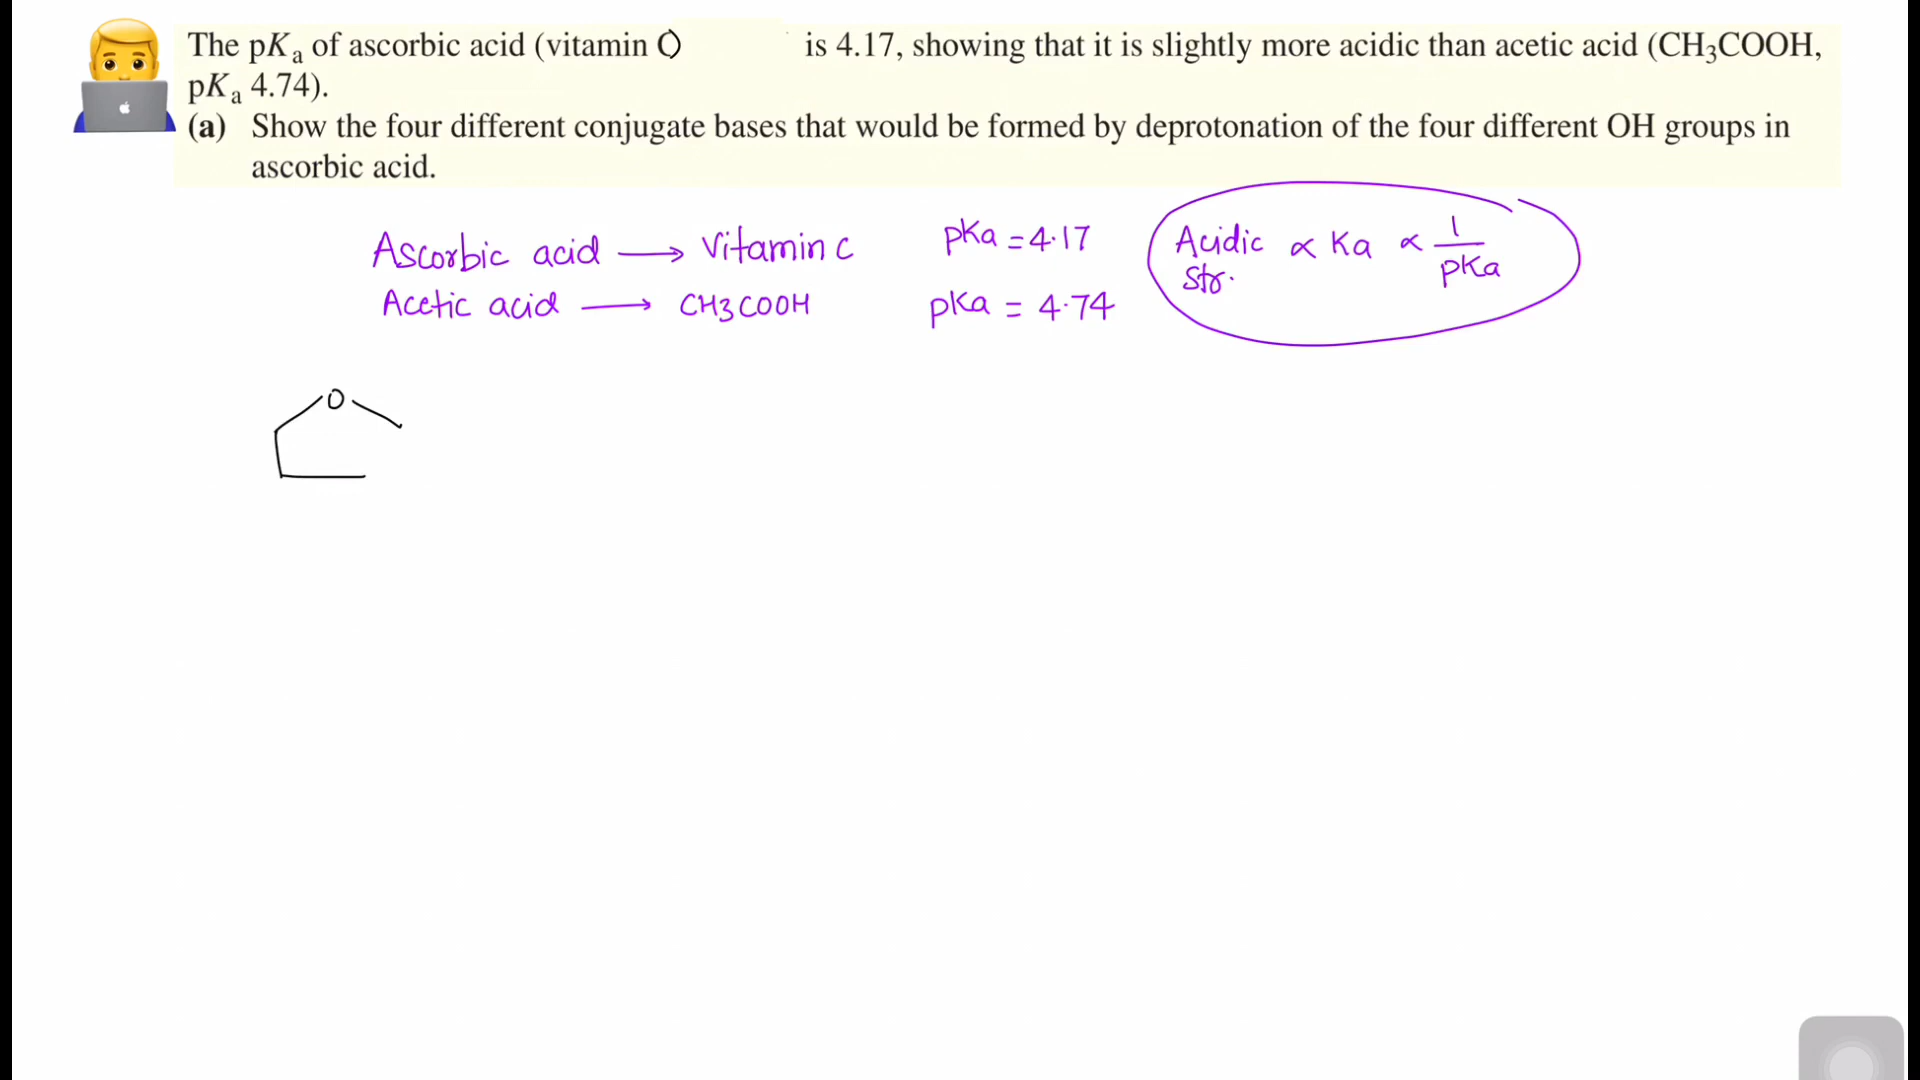 The pKa of ascorbic acid (vitamin C) is 4.17, showing that it is slightly more acidic than acetic acid (CH₃COOH,
pKa 4.74).
(a) Show the four different conjugate bases that would be formed by deprotonation of the four different OH groups in
ascorbic acid.
Ascorbic acid ⟶ Vitamin C pKa = 4.17
Acetic acid ⟶ CH3COOH pKa = 4.74
Acidic str. ∝ Ka ∝ 1/pKa
O